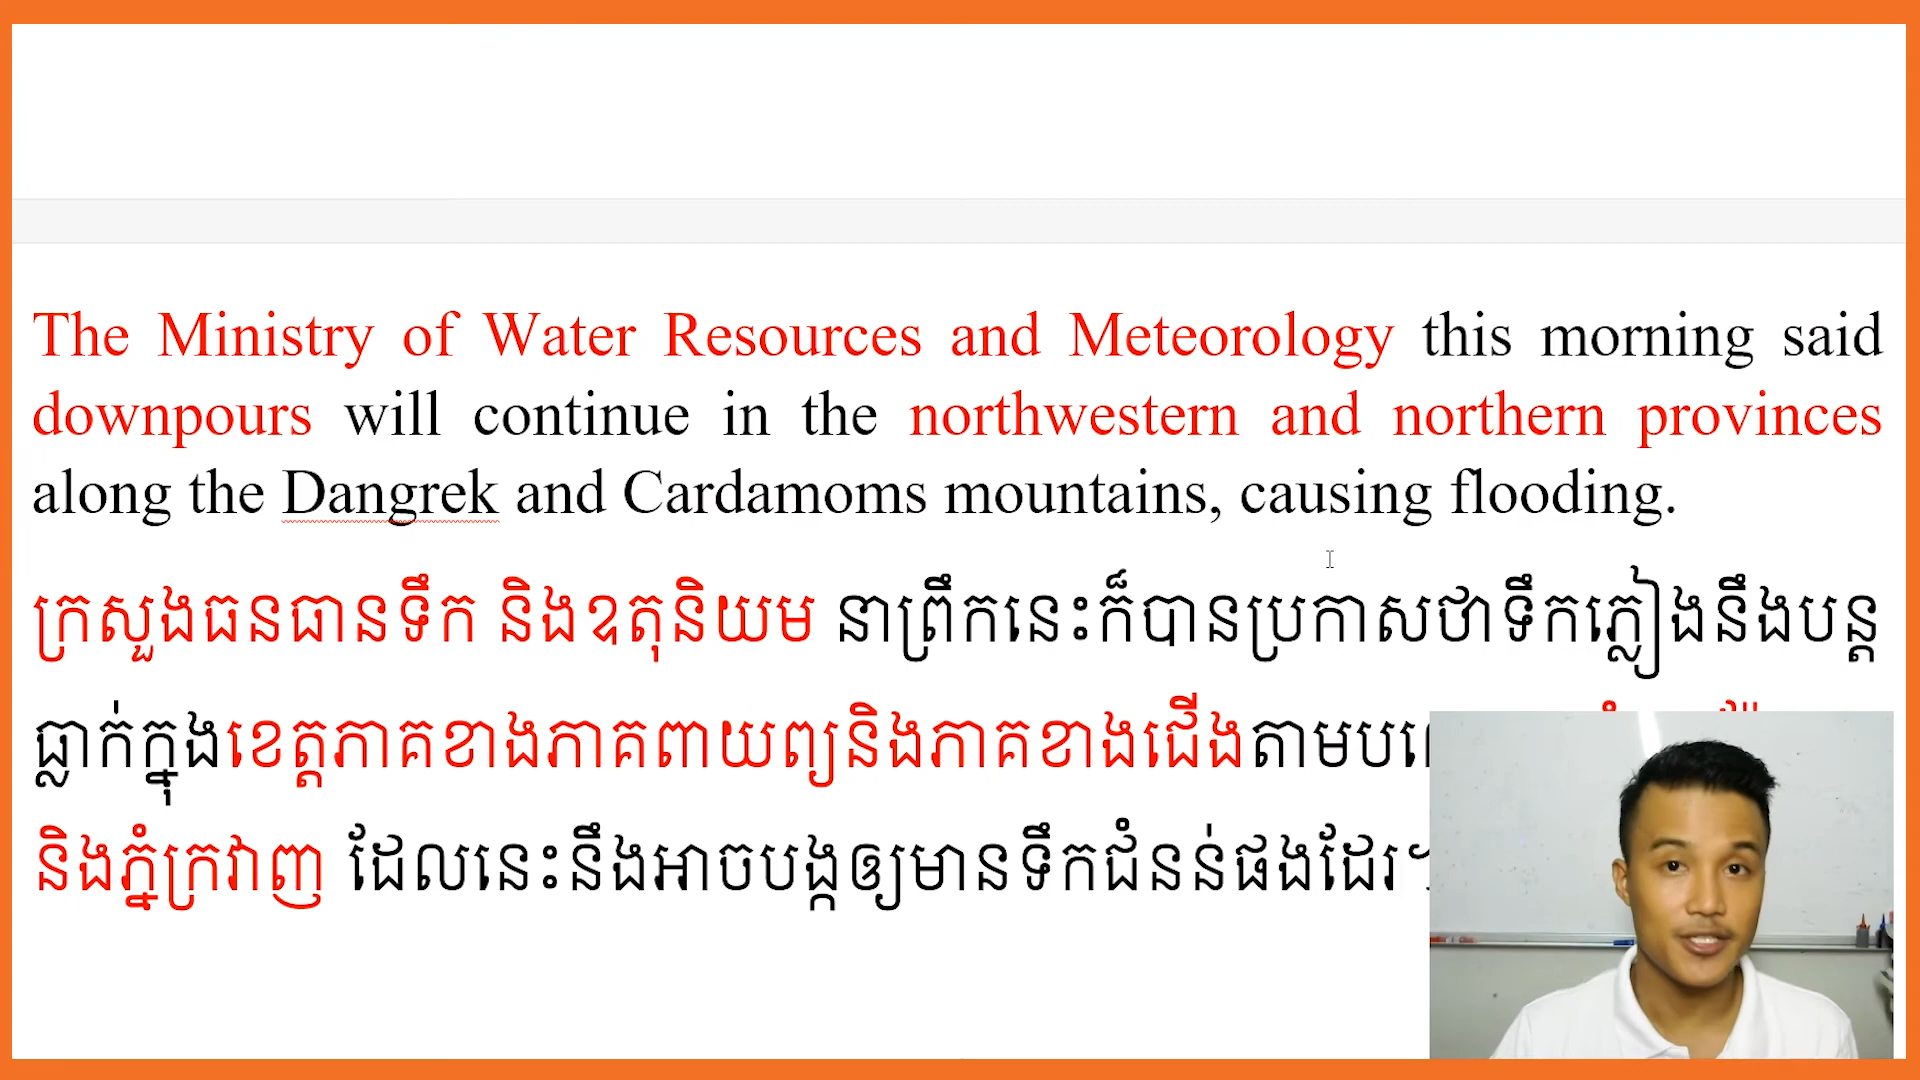 The Ministry of Water Resources and Meteorology this morning said
downpours will continue in the northwestern and northern provinces
along the Dangrek and Cardamoms mountains, causing flooding.
ក្រសួងធនធានទឹក និងឧតុនិយម នាព្រឹកនេះក៏បានប្រកាសថាទឹកភ្លៀងនឹងបន្ត
ធ្លាក់ក្នុងខេត្តភាគខាងភាគពាយព្យនិងភាគខាងជើងតាម
និងភ្នំក្រវាញ ដែលនេះនឹងអាចបង្កឲ្យមានទឹកជំនន់ផងដែរ។